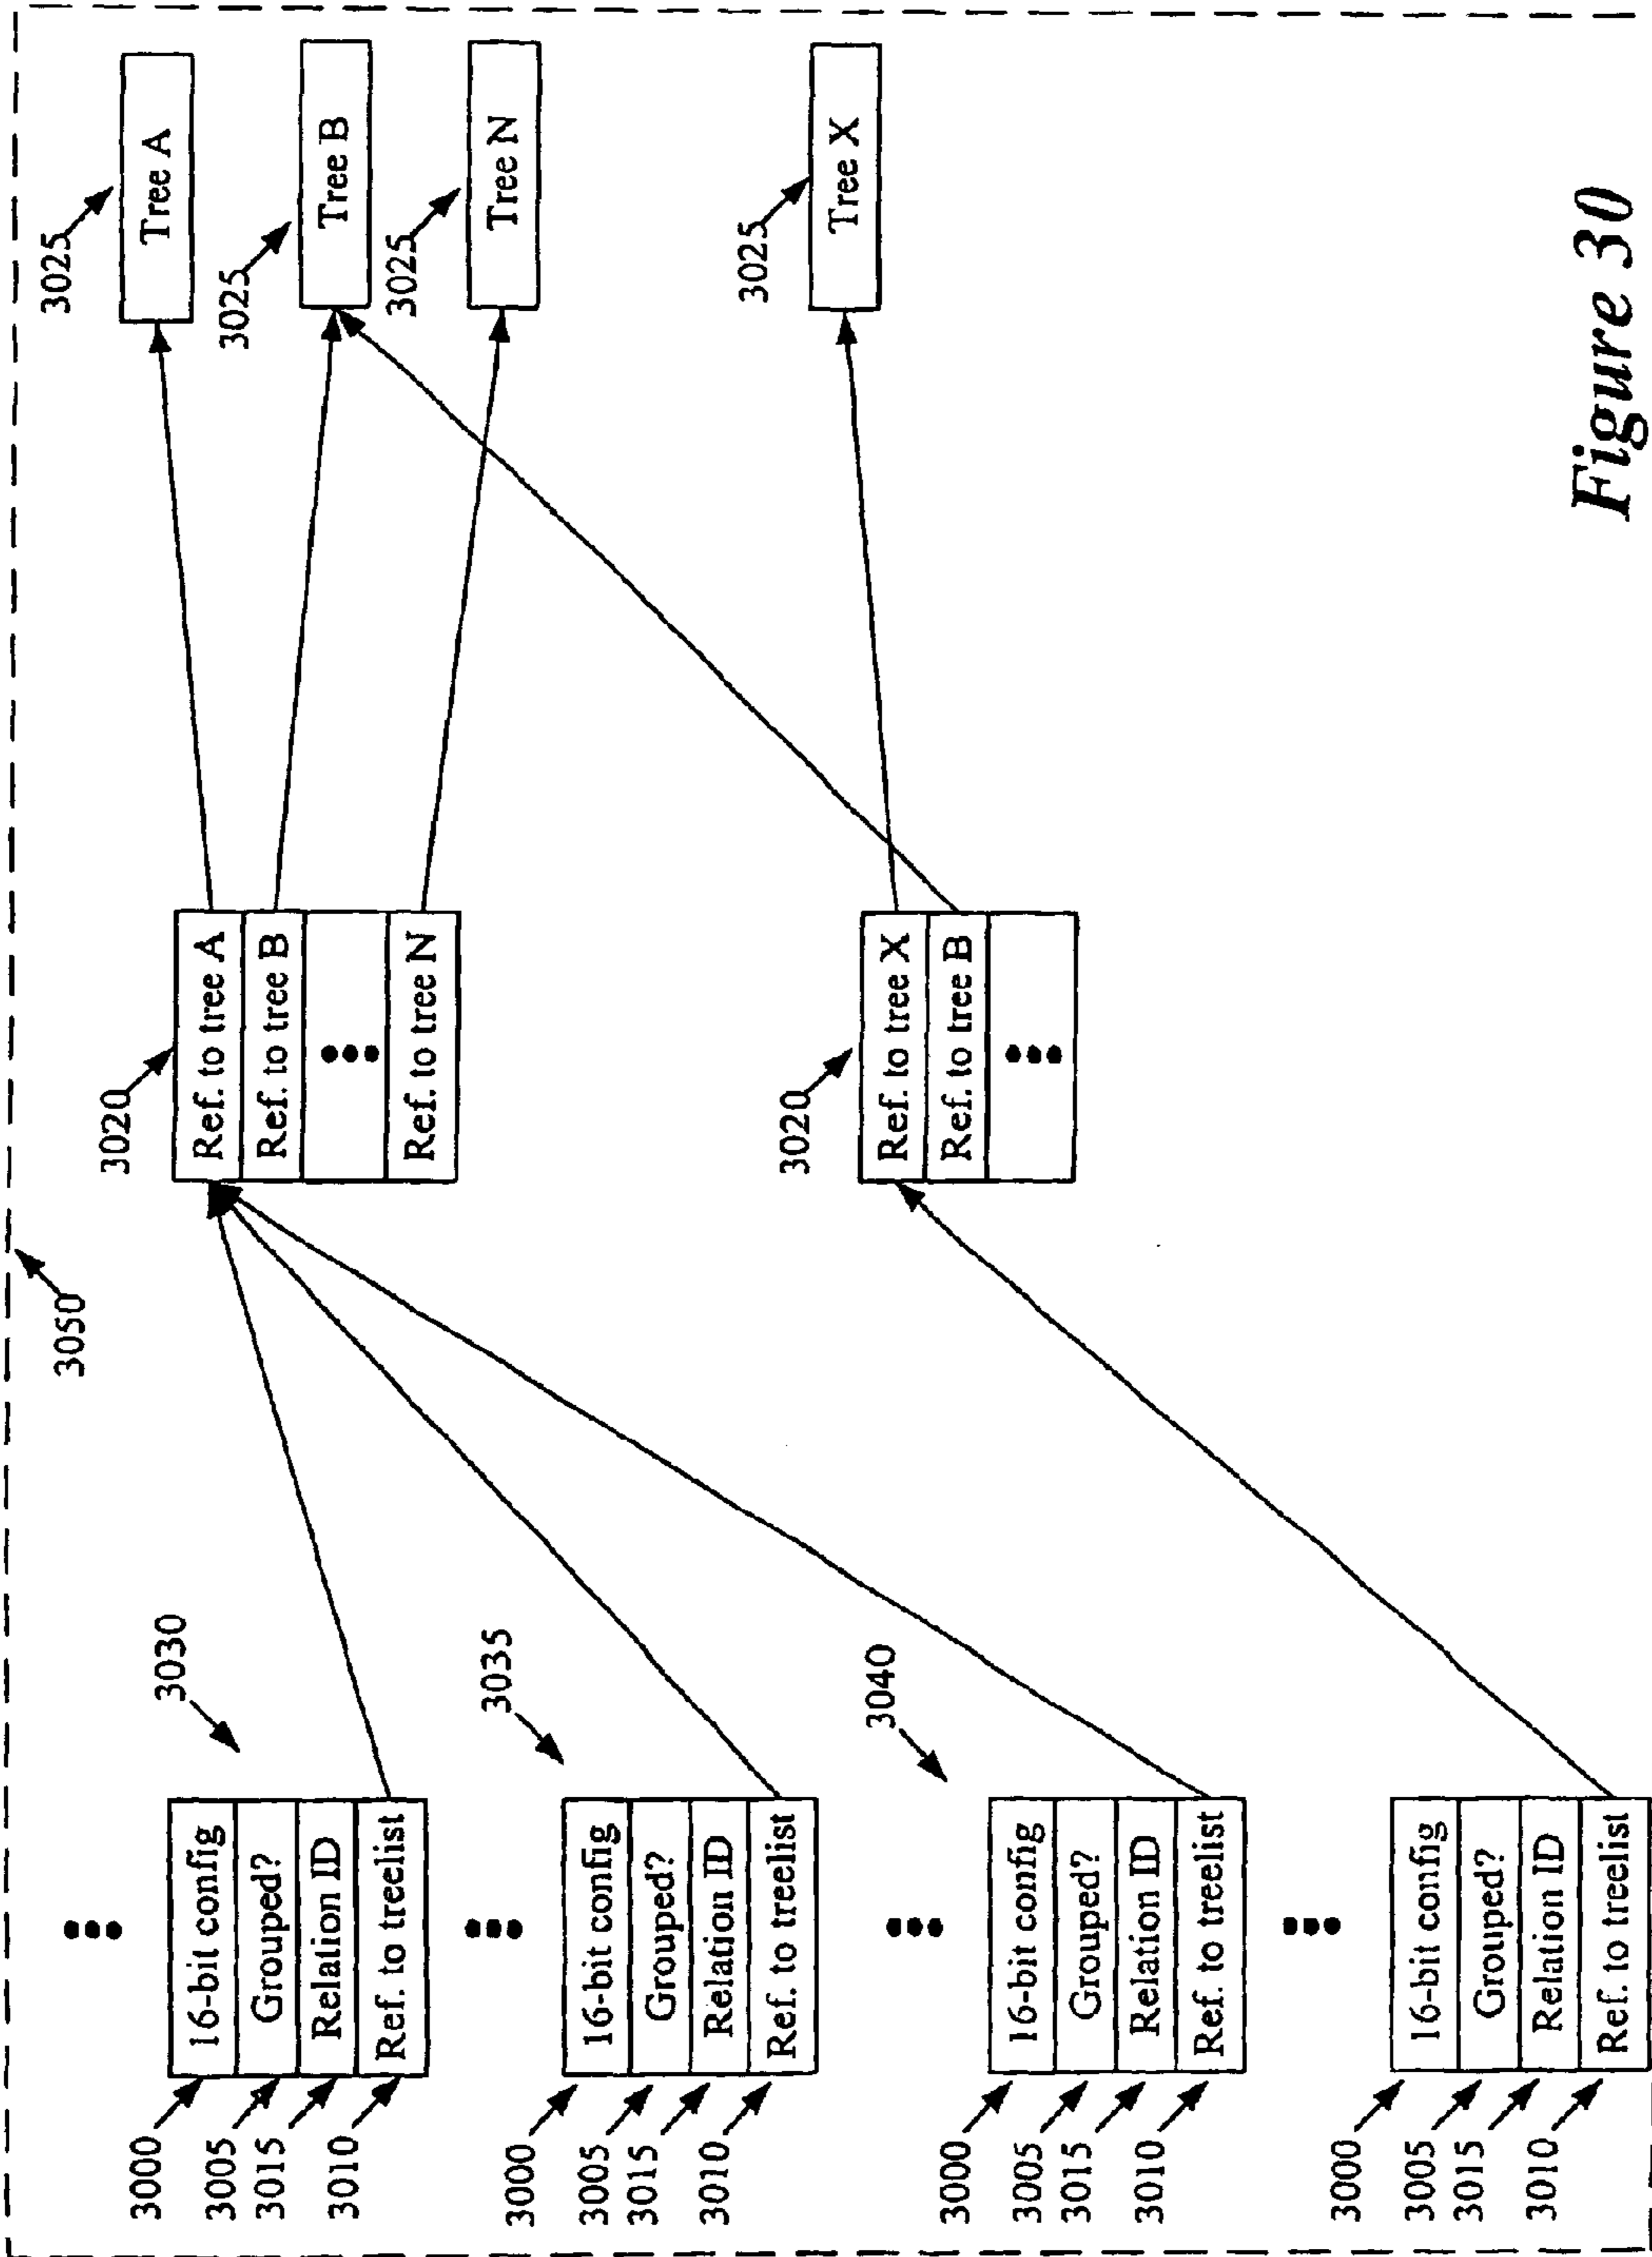 3050
3000
3005
3015
3010
16-bit config
Grouped?
Relation ID
Ref. to treelist
3030
3000
3005
3015
3010
16-bit config
Grouped?
Relation ID
Ref. to treelist
3035
3000
3005
3015
3010
16-bit config
Grouped?
Relation ID
Ref. to treelist
3040
3000
3005
3015
3010
16-bit config
Grouped?
Relation ID
Ref. to treelist
3020
Ref. to tree A
Ref. to tree B
Ref. to tree N
3020
Ref. to tree X
Ref. to tree B
3025
Tree A
3025
Tree B
3025
Tree N
3025
Tree X
Figure 30